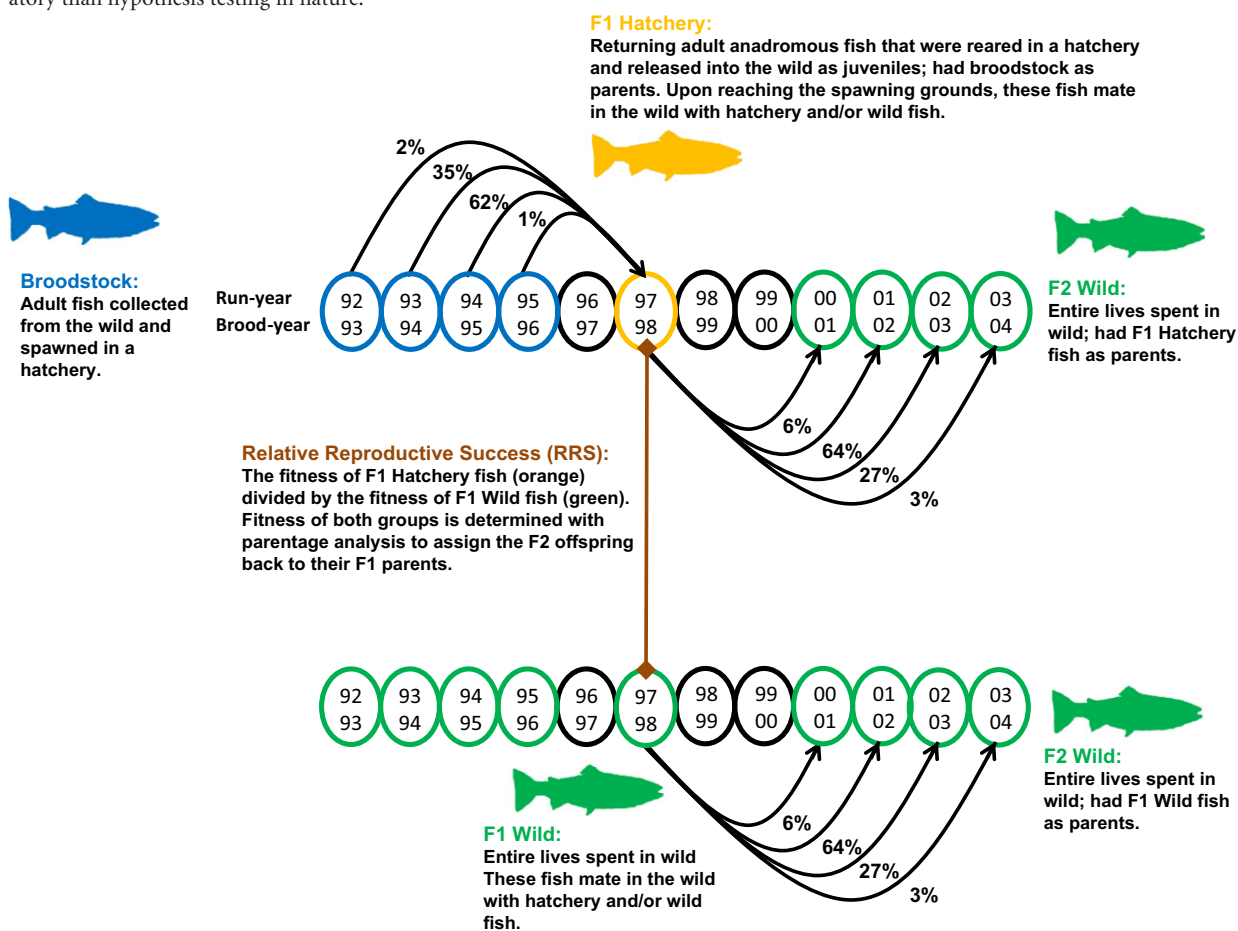 atory than hypothesis testing in nature.
F1 Hatchery:
Returning adult anadromous fish that were reared in a hatchery
and released into the wild as juveniles; had broodstock as
parents. Upon reaching the spawning grounds, these fish mate
in the wild with hatchery and/or wild fish.
2%
35%
62%
1%
Broodstock:
Adult fish collected
from the wild and
spawned in a
hatchery.
Run-year
Brood-year
92 93 94 95 96 97 98 99 00 01 02 03
93 94 95 96 97 98 99 00 01 02 03 04
F2 Wild:
Entire lives spent in
wild; had F1 Hatchery
fish as parents.
6%
64%
27%
3%
Relative Reproductive Success (RRS):
The fitness of F1 Hatchery fish (orange)
divided by the fitness of F1 Wild fish (green).
Fitness of both groups is determined with
parentage analysis to assign the F2 offspring
back to their F1 parents.
92 93 94 95 96 97 98 99 00 01 02 03
93 94 95 96 97 98 99 00 01 02 03 04
F2 Wild:
Entire lives spent in
wild; had F1 Wild fish
as parents.
6%
64%
27%
3%
F1 Wild:
Entire lives spent in wild
These fish mate in the wild
with hatchery and/or wild
fish.